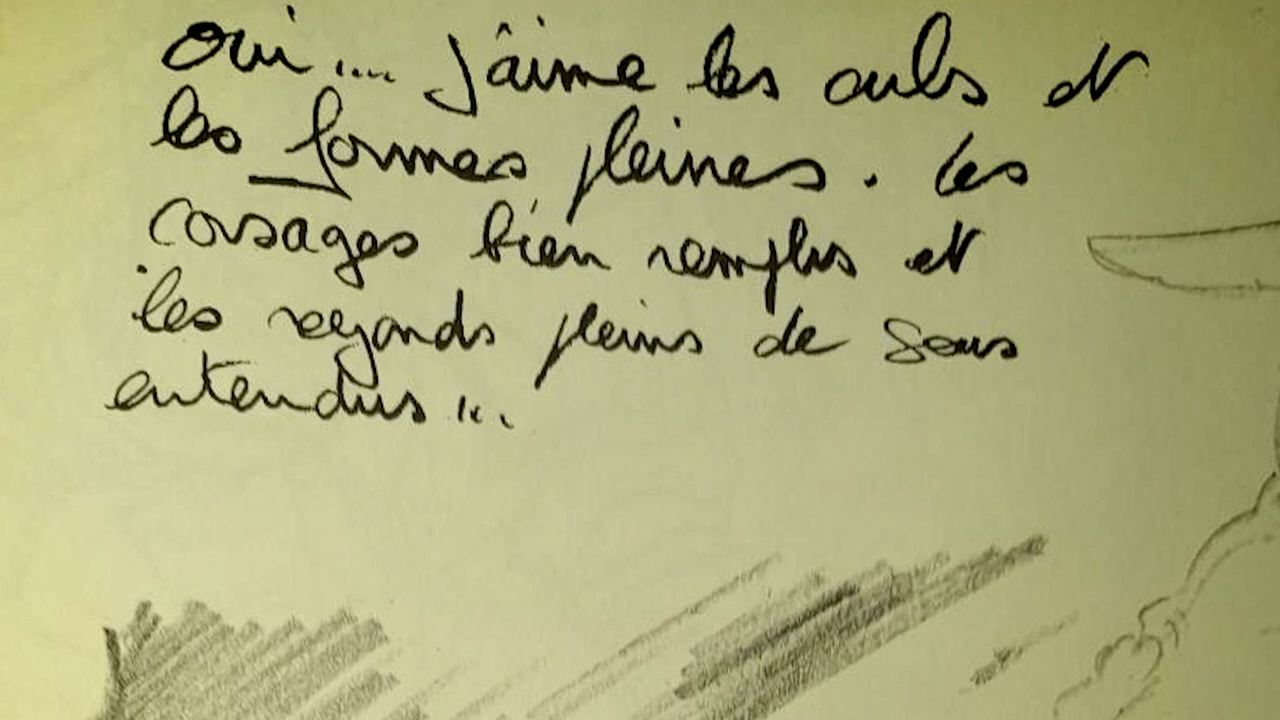 oui.... j'aime les culs et
les formes pleines. les
corsages bien remplis et
les regards pleins de sous
entendus...